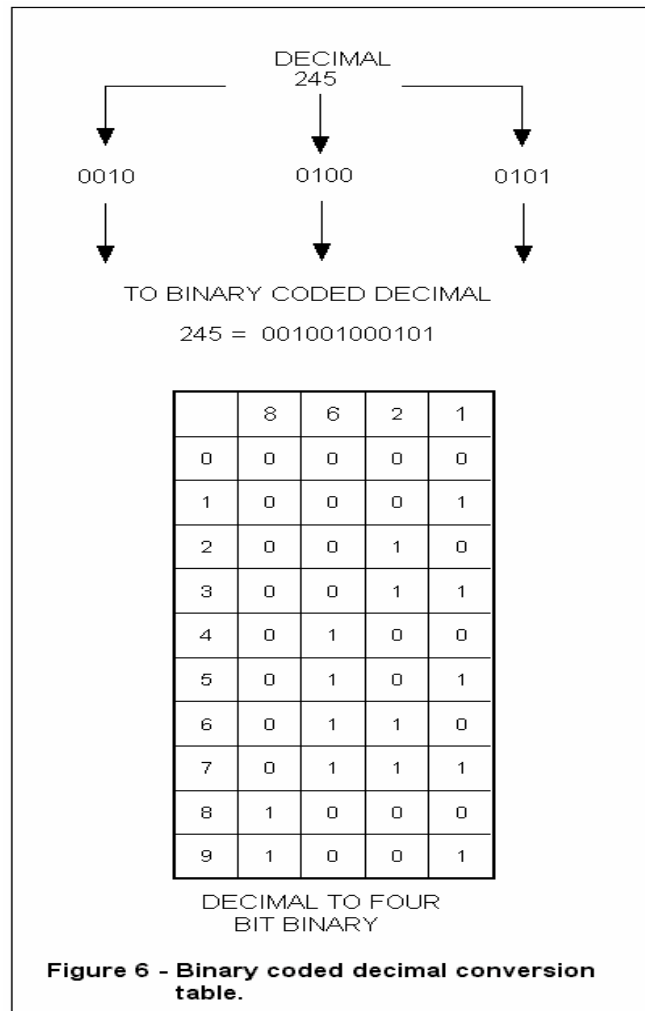 DECIMAL
245
0010 0100 0101
TO BINARY CODED DECIMAL
245 = 001001000101
8 6 2 1
0 0 0 0 0
1 0 0 0 1
2 0 0 1 0
3 0 0 1 1
4 0 1 0 0
5 0 1 0 1
6 0 1 1 0
7 0 1 1 1
8 1 0 0 0
9 1 0 0 1
DECIMAL TO FOUR
BIT BINARY
Figure 6 - Binary coded decimal conversion
table.